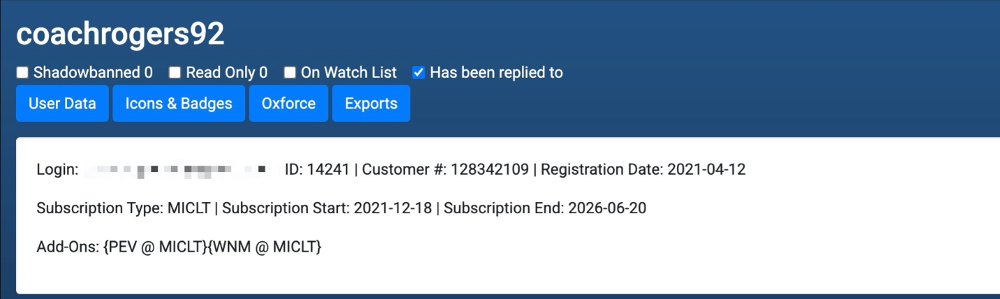 coachrogers92
Shadowbanned 0 Read Only 0 On Watch List Has been replied to
User Data Icons & Badges Oxforce Exports
Login: ID: 14241 | Customer #: 128342109 | Registration Date: 2021-04-12
Subscription Type: MICLT | Subscription Start: 2021-12-18 | Subscription End: 2026-06-20
Add-Ons: {PEV @ MICLT}{WNM @ MICLT}